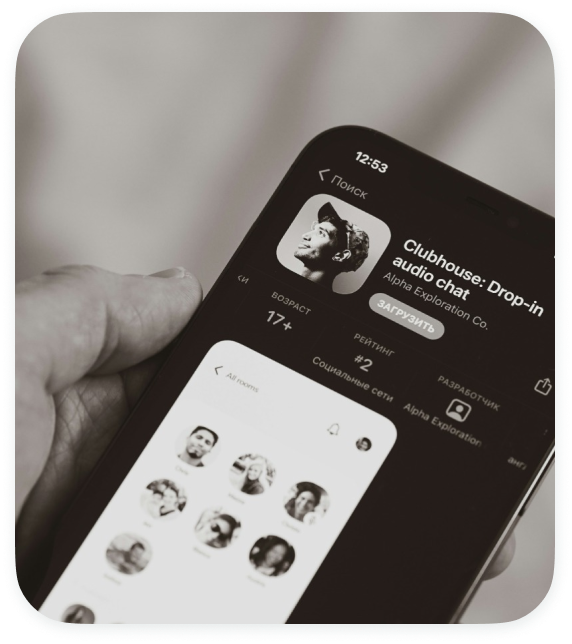 12:53
Поиск
Clubhouse: Drop-in
audio chat
Alpha Exploration Co.
ЗАГРУЗИТЬ
ки
ВОЗРАСТ
17+
РЕЙТИНГ
#2
Социальные сети
РАЗРАБОТЧИК
Alpha Exploration
англ
All rooms